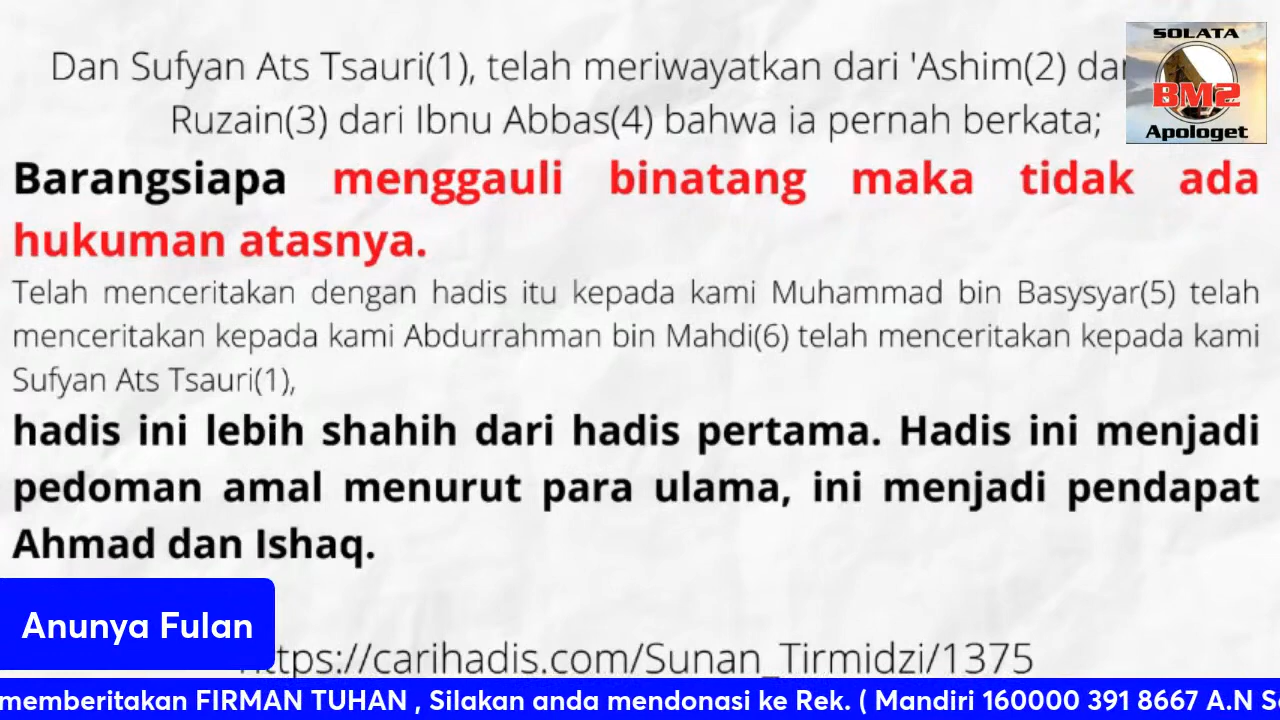 Dan Sufyan Ats Tsauri(1), telah meriwayatkan dari 'Ashim(2)
SOLATA
BM2
Apologet
Ruzain(3) dari Ibnu Abbas(4) bahwa ia pernah berkata;
Barangsiapa menggauli binatang maka tidak ada
hukuman atasnya.
Telah menceritakan dengan hadis itu kepada kami Muhammad bin Basysyar(5) telah
menceritakan kepada kami Abdurrahman bin Mahdi(6) telah menceritakan kepada kami
Sufyan Ats Tsauri(1),
hadis ini lebih shahih dari hadis pertama. Hadis ini menjadi
pedoman amal menurut para ulama, ini menjadi pendapat
Ahmad dan Ishaq.
Anunya Fulan
https://carihadis.com/Sunan_Tirmidzi/1375
memberitakan FIRMAN TUHAN , Silakan anda mendonasi ke Rek. ( Mandiri 160000 391 8667 A.N